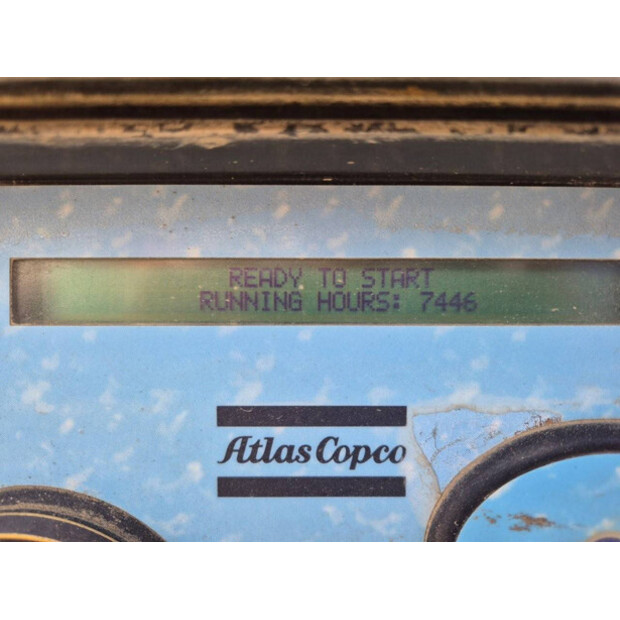 READY TO START
RUNNING HOURS: 7446
Atlas Copco